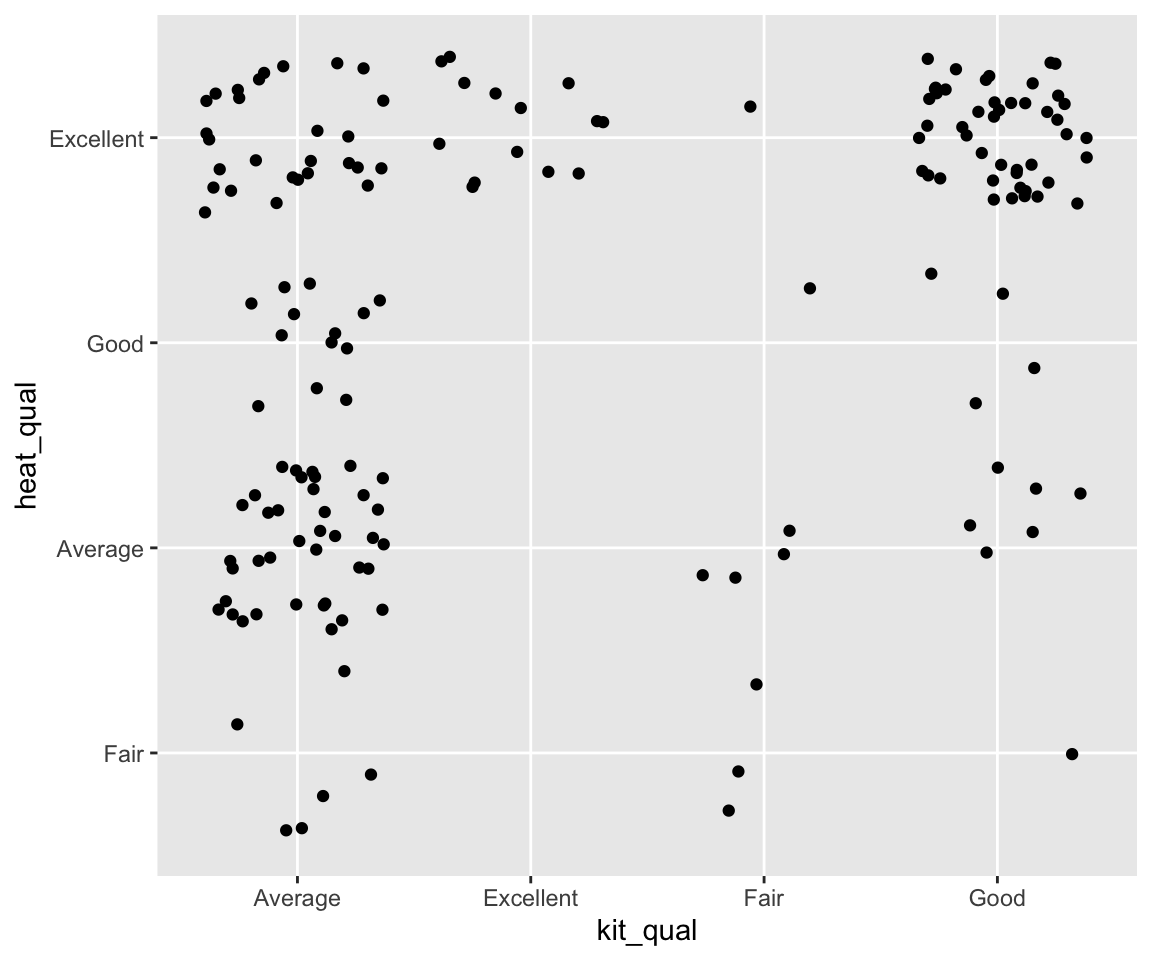 heat_qual
Excellent
Good
Average
Fair
Average
Excellent
Fair
Good
kit_qual